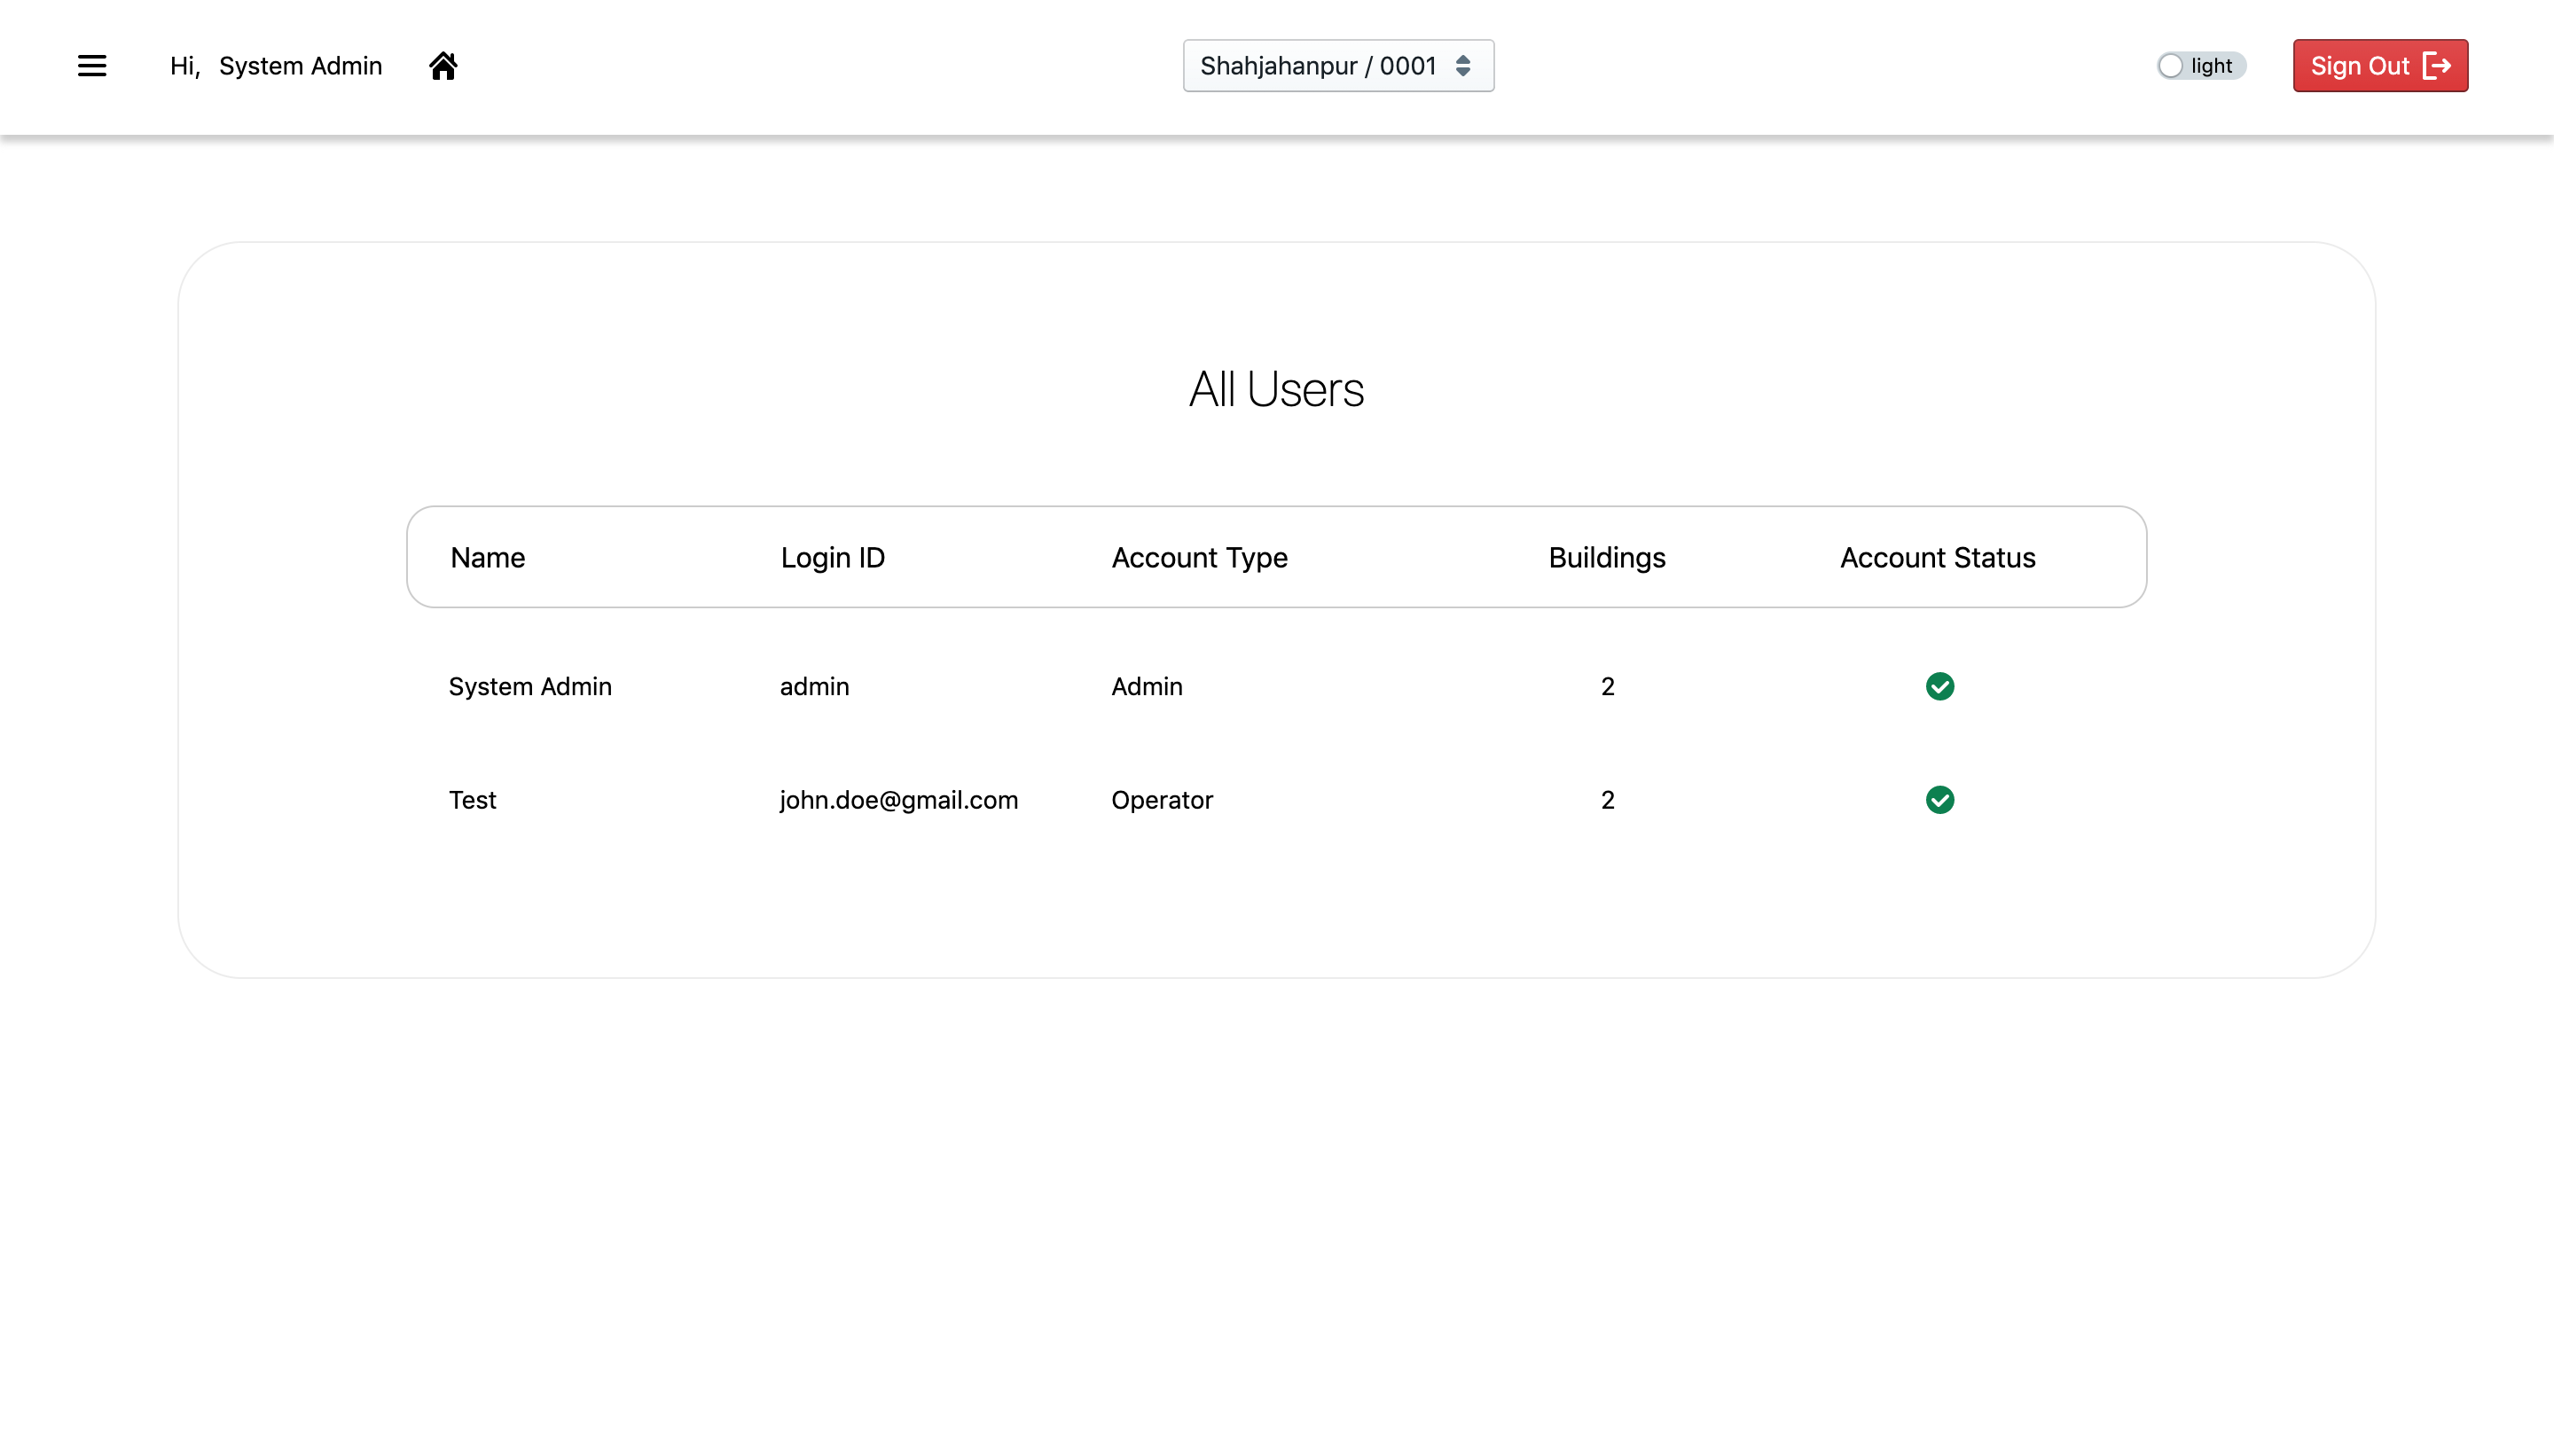 Hi, System Admin
Shahjahanpur / 0001
light
Sign Out
All Users
Name Login ID Account Type Buildings Account Status
System Admin admin Admin 2
Test john.doe@gmail.com Operator 2